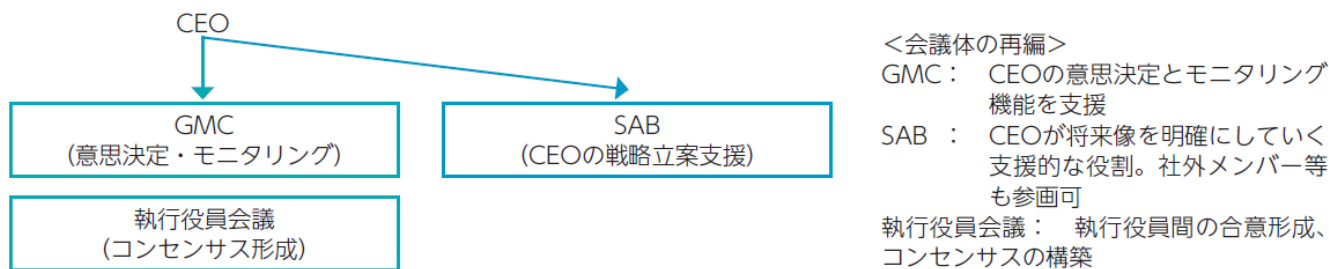 CEO
GMC
(意思決定・モニタリング)
SAB
(CEOの戦略立案支援)
執行役員会議
(コンセンサス形成)
＜会議体の再編＞
GMC： CEOの意思決定とモニタリング
機能を支援
SAB ： CEOが将来像を明確にしていく
支援的な役割。社外メンバー等
も参画可
執行役員会議： 執行役員間の合意形成、
コンセンサスの構築